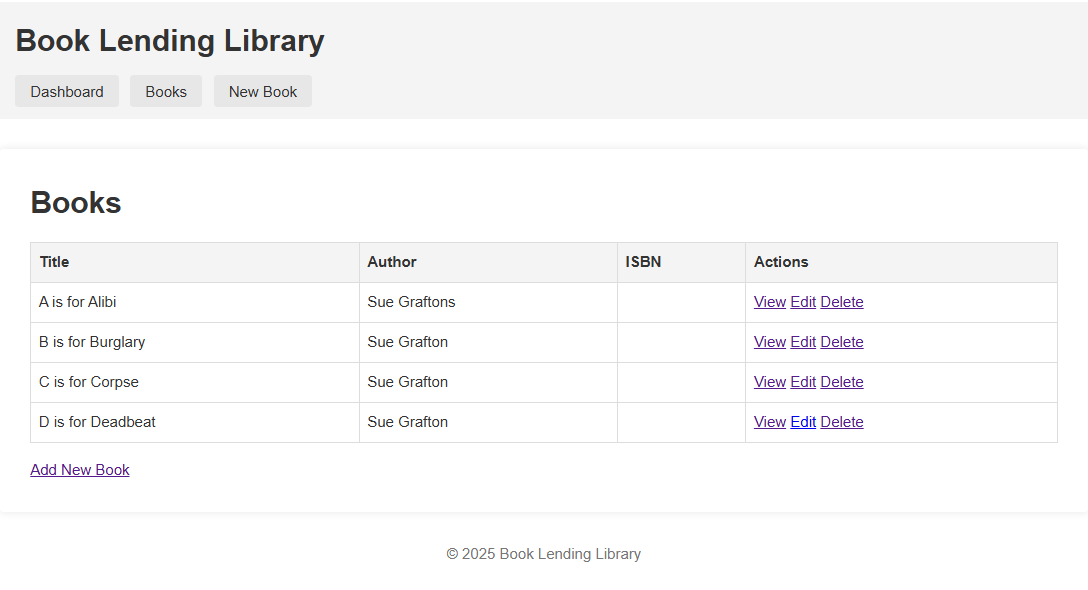 Book Lending Library
Dashboard Books New Book
Books
Title Author ISBN Actions
A is for Alibi Sue Graftons View Edit Delete
B is for Burglary Sue Grafton View Edit Delete
C is for Corpse Sue Grafton View Edit Delete
D is for Deadbeat Sue Grafton View Edit Delete
Add New Book
© 2025 Book Lending Library